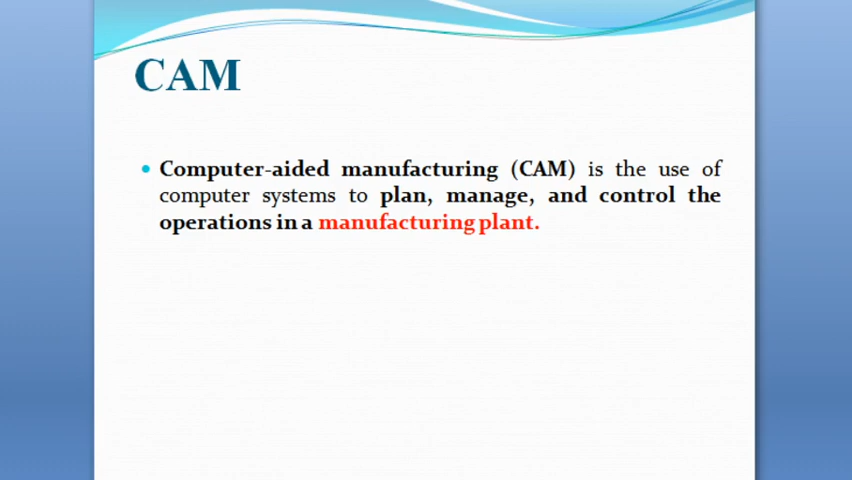 CAM
• Computer-aided manufacturing (CAM) is the use of
computer systems to plan, manage, and control the
operations in a manufacturing plant.